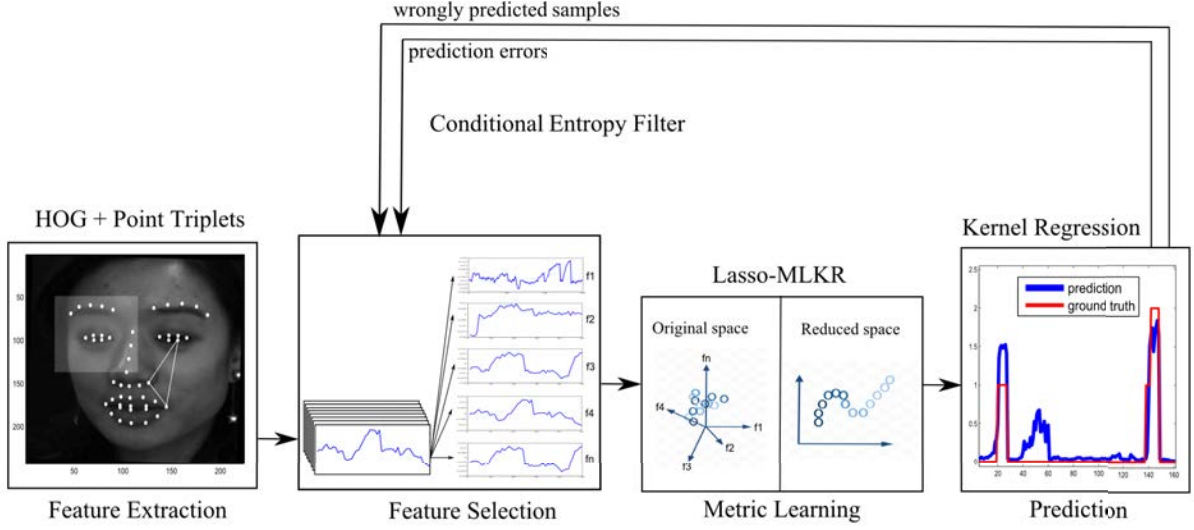 wrongly predicted samples
prediction errors
Conditional Entropy Filter
HOG + Point Triplets
50
100
150
200
50 100 150 200
Feature Extraction
f1
f2
f3
f4
fn
Feature Selection
Lasso-MLKR
Original space
Reduced space
fn
f4
f1
f2
f3
Metric Learning
Kernel Regression
2.5
2
1.5
1
0.5
0
prediction
ground truth
20 40 60 80 100 120 140 160
Prediction